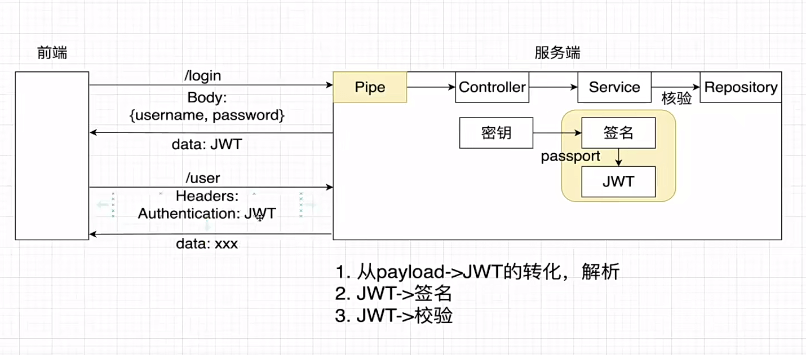 前端
服务端
/login
Body:
{username, password}
data: JWT
/user
Headers:
Authentication: JWT
data: xxx
Pipe
Controller
Service
核验
Repository
密钥
签名
passport
JWT
1. 从payload->JWT的转化，解析
2. JWT->签名
3. JWT->校验